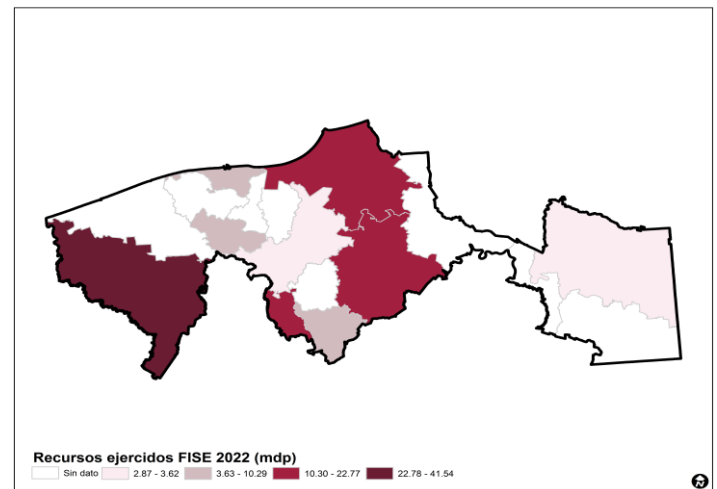 Recursos ejercidos FISE 2022 (mdp)
Sin dato 2.87 - 3.62 3.63 - 10.29 10.30 - 22.77 22.78 - 41.54